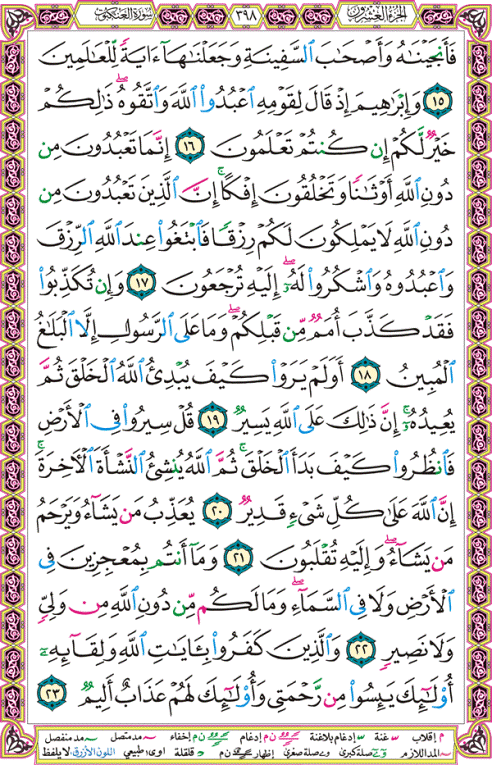 الجزء العشرون ٣٩٨ سورة العنكبوت
فَأَنجَيْنَٰهُ وَأَصْحَٰبَ ٱلسَّفِينَةِ وَجَعَلْنَٰهَآ ءَايَةً لِّلْعَٰلَمِينَ
١٥ وَإِبْرَٰهِيمَ إِذْ قَالَ لِقَوْمِهِ ٱعْبُدُوا۟ ٱللَّهَ وَٱتَّقُوهُ ۖ ذَٰلِكُمْ
خَيْرٌ لَّكُمْ إِن كُنتُمْ تَعْلَمُونَ ١٦ إِنَّمَا تَعْبُدُونَ مِن
دُونِ ٱللَّهِ أَوْثَٰنًا وَتَخْلُقُونَ إِفْكًا ۚ إِنَّ ٱلَّذِينَ تَعْبُدُونَ مِن
دُونِ ٱللَّهِ لَا يَمْلِكُونَ لَكُمْ رِزْقًا فَٱبْتَغُوا۟ عِندَ ٱللَّهِ ٱلرِّزْقَ
وَٱعْبُدُوهُ وَٱشْكُرُوا۟ لَهُۥٓ ۖ إِلَيْهِ تُرْجَعُونَ ١٧ وَإِن تُكَذِّبُوا۟
فَقَدْ كَذَّبَ أُمَمٌ مِّن قَبْلِكُمْ ۖ وَمَا عَلَى ٱلرَّسُولِ إِلَّا ٱلْبَلَٰغُ
ٱلْمُبِينُ ١٨ أَوَلَمْ يَرَوْا۟ كَيْفَ يُبْدِئُ ٱللَّهُ ٱلْخَلْقَ ثُمَّ
يُعِيدُهُۥٓ ۚ إِنَّ ذَٰلِكَ عَلَى ٱللَّهِ يَسِيرٌ ١٩ قُلْ سِيرُوا۟ فِى ٱلْأَرْضِ
فَٱنظُرُوا۟ كَيْفَ بَدَأَ ٱلْخَلْقَ ۚ ثُمَّ ٱللَّهُ يُنشِئُ ٱلنَّشْأَةَ ٱلْءَاخِرَةَ ۚ
إِنَّ ٱللَّهَ عَلَىٰ كُلِّ شَىْءٍ قَدِيرٌ ٢٠ يُعَذِّبُ مَن يَشَآءُ وَيَرْحَمُ
مَن يَشَآءُ ۖ وَإِلَيْهِ تُقْلَبُونَ ٢١ وَمَآ أَنتُم بِمُعْجِزِينَ فِى
ٱلْأَرْضِ وَلَا فِى ٱلسَّمَآءِ ۖ وَمَا لَكُم مِّن دُونِ ٱللَّهِ مِن وَلِىٍّ
وَلَا نَصِيرٍ ٢٢ وَٱلَّذِينَ كَفَرُوا۟ بِـَٔايَٰتِ ٱللَّهِ وَلِقَآئِهِۦٓ
أُو۟لَٰٓئِكَ يَئِسُوا۟ مِن رَّحْمَتِى وَأُو۟لَٰٓئِكَ لَهُمْ عَذَابٌ أَلِيمٌ ٢٣
م إقلاب س غنة س إدغام بلا غنة ن م إدغام ن م إخفاء مد متصل مد منفصل
المد اللازم صلة كبرى صلة صغرى إظهار ن م قلقلة اوى: طبيعي اللون الأزرق: لا يلفظ